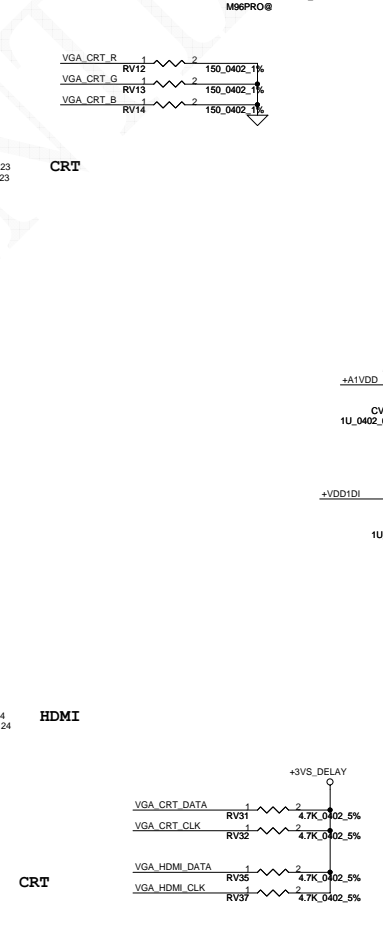 M96PRO@
VGA_CRT_R 1 2
RV12 150_0402_1%
VGA_CRT_G 1 2
RV13 150_0402_1%
VGA_CRT_B 1 2
RV14 150_0402_1%
23 CRT
23
+A1VDD
CV
1U_0402_
+VDD1DI
1U
4 HDMI
24
+3VS_DELAY
VGA_CRT_DATA 1 2
RV31 4.7K_0402_5%
VGA_CRT_CLK 1 2
RV32 4.7K_0402_5%
VGA_HDMI_DATA 1 2
RV35 4.7K_0402_5%
CRT
VGA_HDMI_CLK 1 2
RV37 4.7K_0402_5%